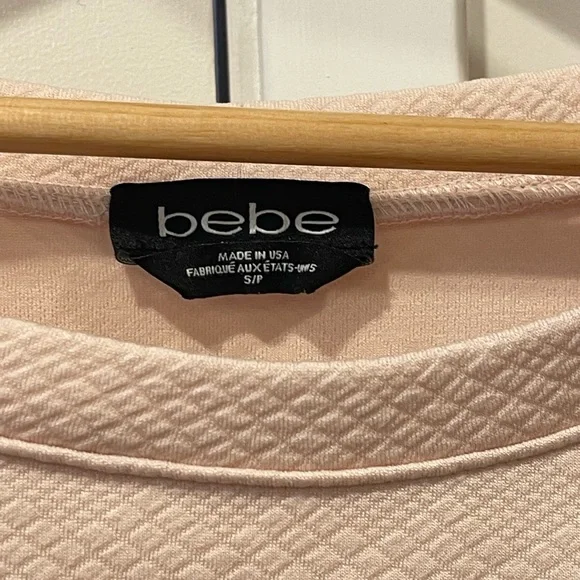 bebe
MADE IN USA
FABRIQUÉ AUX ÉTATS-UNIS
S/P